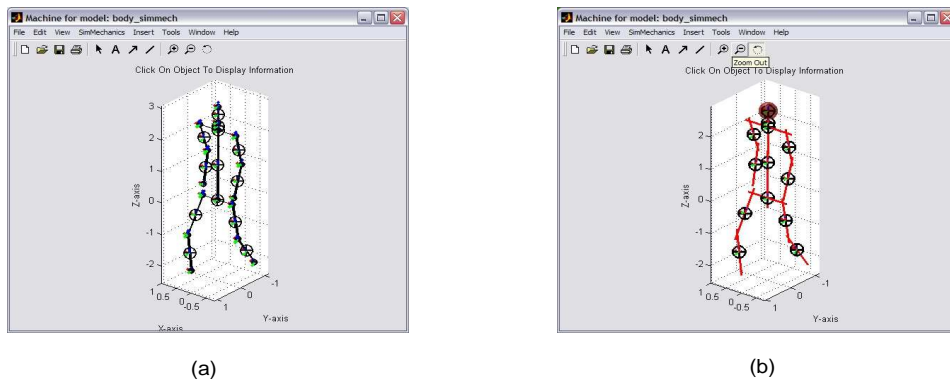 Machine for model: body_simmech
File Edit View SimMechanics Insert Tools Window Help
Click On Object To Display Information
3
2
1
0
-1
-2
Z-axis
1
0.5
0
-0.5
1
0
-1
Y-axis
X-axis
(a)
Machine for model: body_simmech
File Edit View SimMechanics Insert Tools Window Help
Zoom Out
Click On Object To Display Information
2
1
0
-1
-2
Z-axis
1
0.5
0
-0.5
1
0
-1
Y-axis
(b)